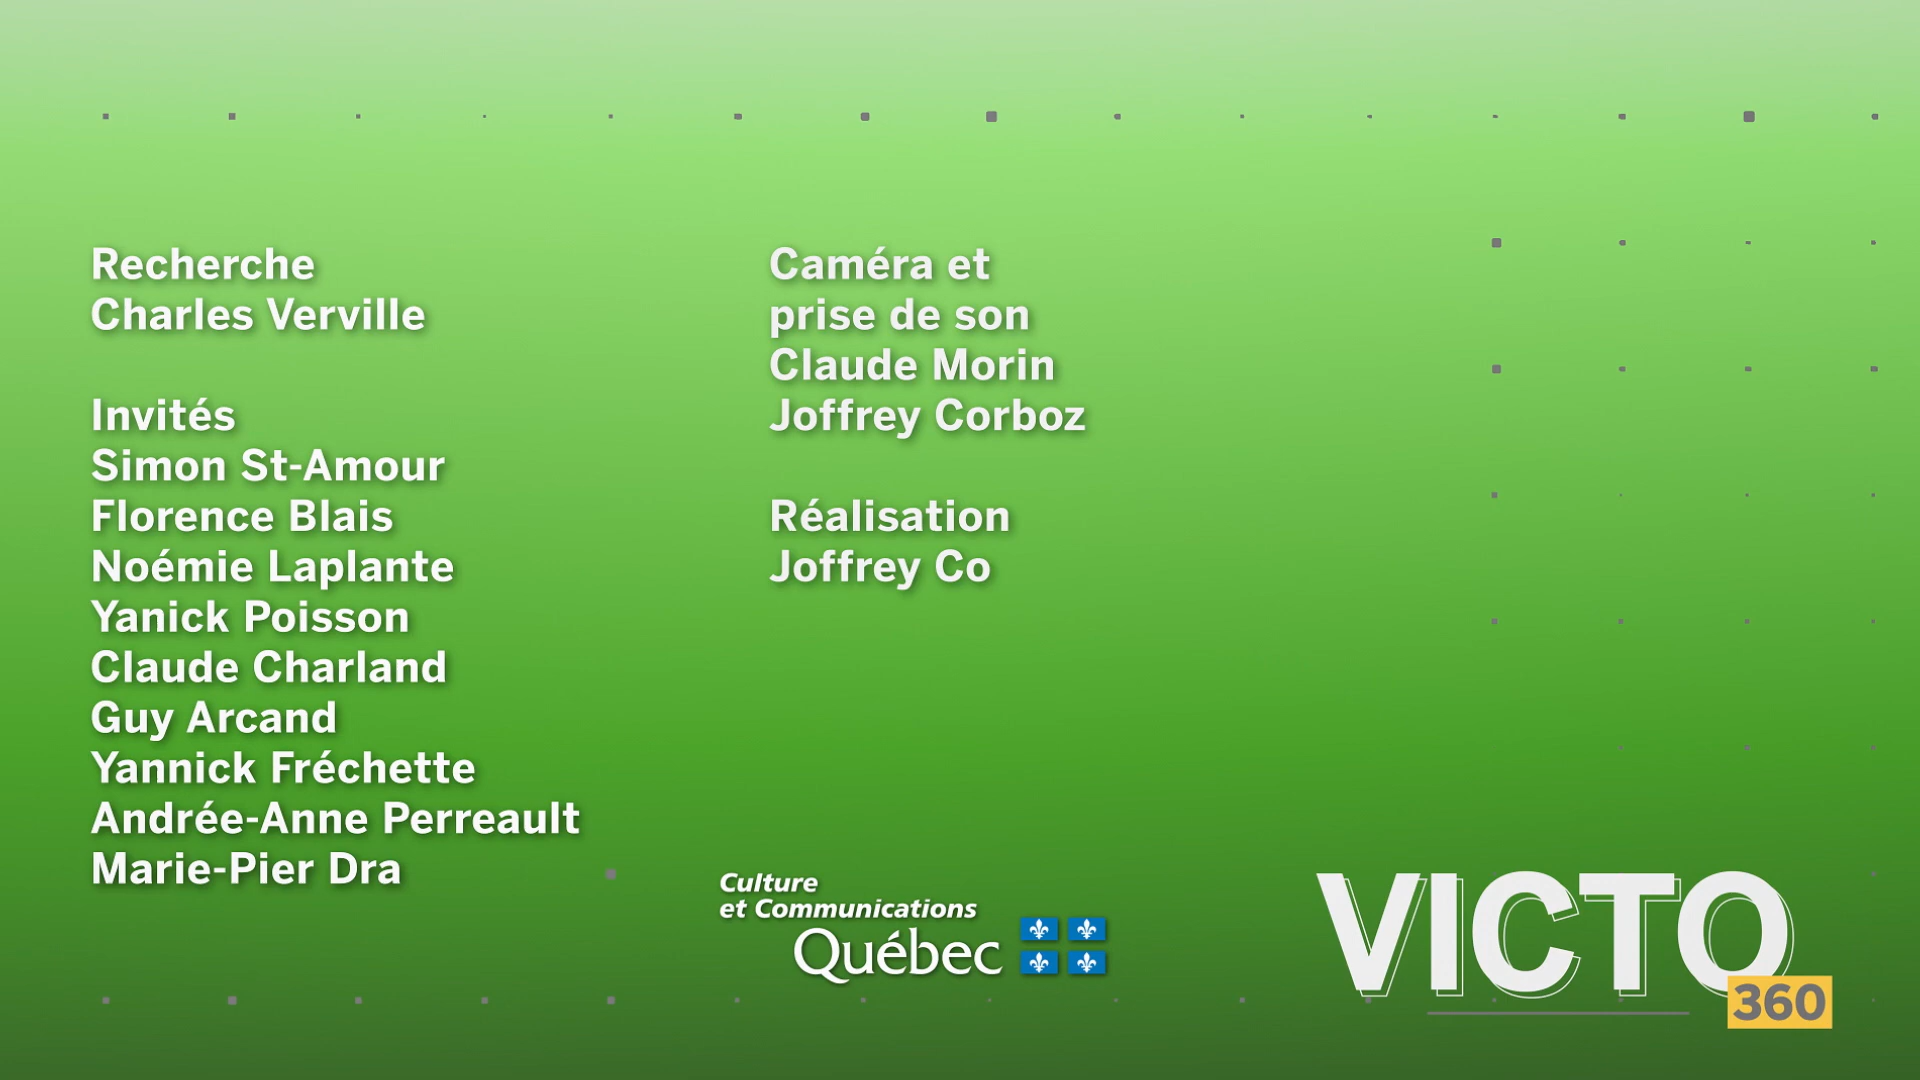 Recherche
Charles Verville
Invités
Simon St-Amour
Florence Blais
Noémie Laplante
Yanick Poisson
Claude Charland
Guy Arcand
Yannick Fréchette
Andrée-Anne Perreault
Marie-Pier Dra
Caméra et
prise de son
Claude Morin
Joffrey Corboz
Réalisation
Joffrey Co
Culture
et Communications
Québec
VICTO
360